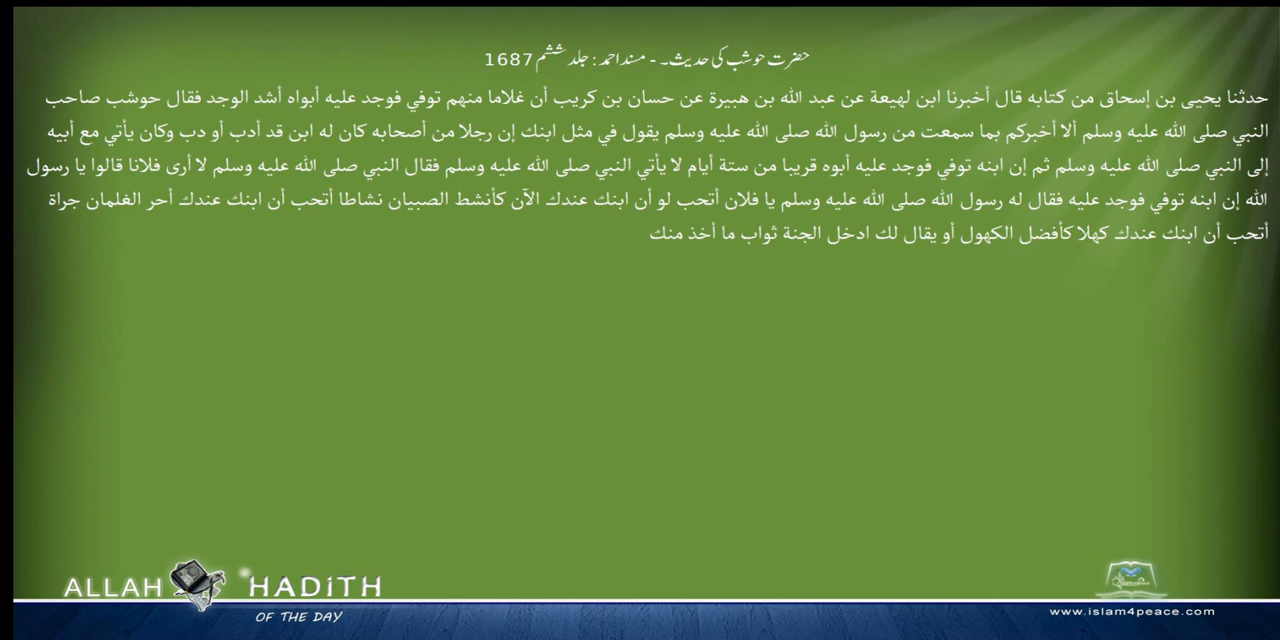 حضرت حوشب کی حدیث۔ - مسند احمد : جلد ششم 1687
حدثنا يحيى بن إسحاق من كتابه قال أخبرنا ابن لهيعة عن عبد الله بن هبيرة عن حسان بن كريب أن غلاما منهم توفي فوجد عليه أبواه أشد الوجد فقال حوشب صاحب
النبي صلى الله عليه وسلم ألا أخبركم بما سمعت من رسول الله صلى الله عليه وسلم يقول في مثل ابنك إن رجلا من أصحابه كان له ابن قد أدب أو دب وكان يأتي مع أبيه
إلى النبي صلى الله عليه وسلم ثم إن ابنه توفي فوجد عليه أبوه قريبا من ستة أيام لا يأتي النبي صلى الله عليه وسلم فقال النبي صلى الله عليه وسلم لا أرى فلانا قالوا يا رسول
الله إن ابنه توفي فوجد عليه فقال له رسول الله صلى الله عليه وسلم يا فلان أتحب لو أن ابنك عندك الآن كأنشط الصبيان نشاطا أتحب أن ابنك عندك أحر الغلمان جراة
أتحب أن ابنك عندك كهلا كأفضل الكهول أو يقال لك ادخل الجنة ثواب ما أخذ منك
ALLAH HADITH
OF THE DAY
www.islam4peace.com